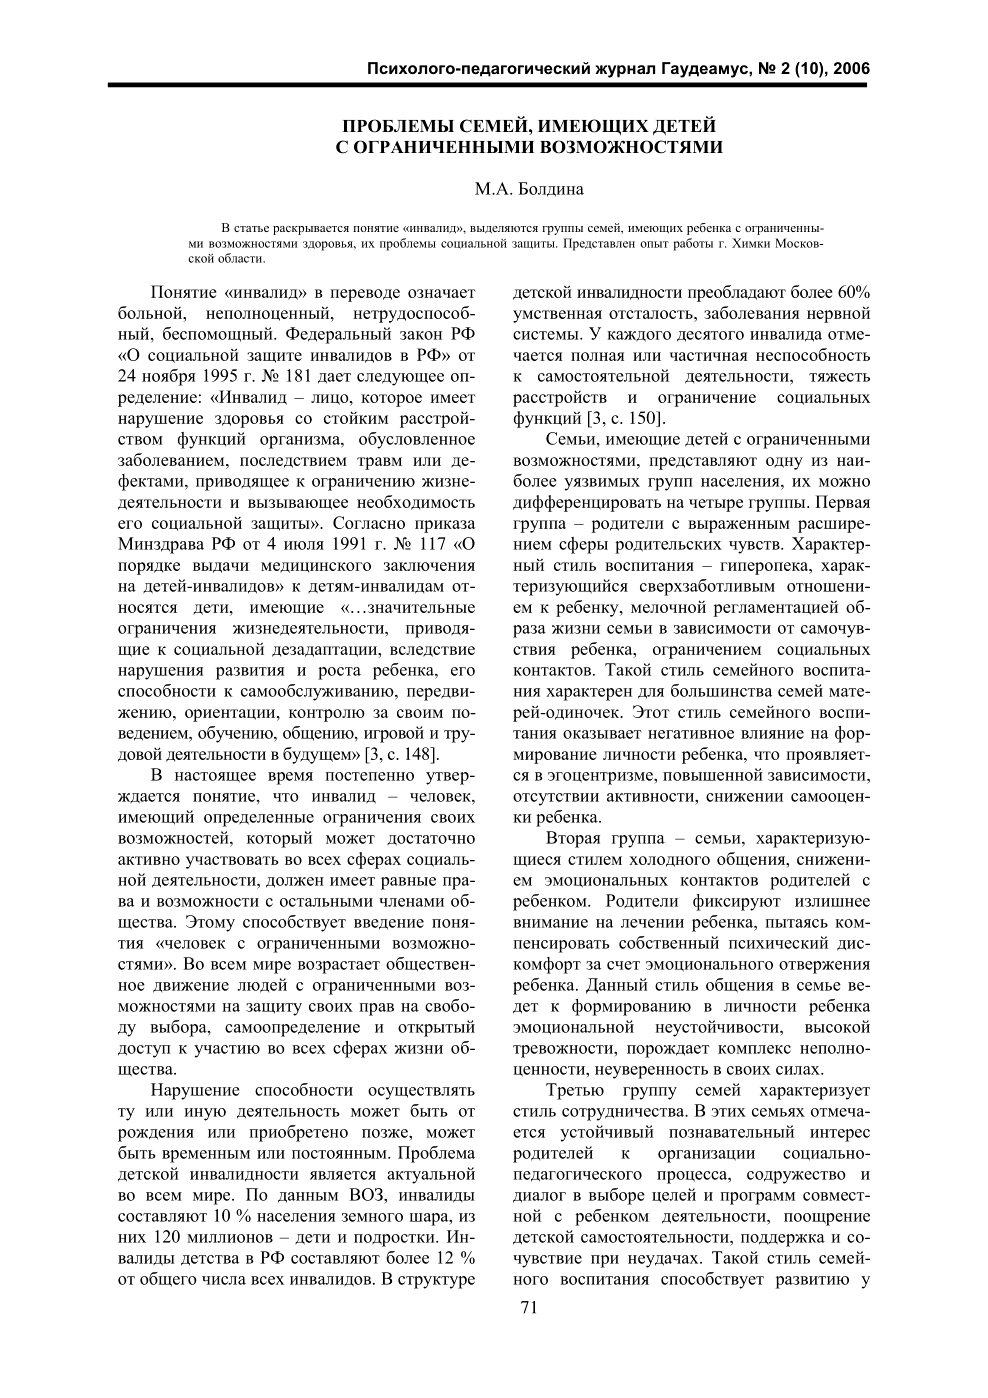 Психолого-педагогический журнал Гаудеамус, № 2 (10), 2006
ПРОБЛЕМЫ СЕМЕЙ, ИМЕЮЩИХ ДЕТЕЙ
С ОГРАНИЧЕННЫМИ ВОЗМОЖНОСТЯМИ
М.А. Болдина
В статье раскрывается понятие «инвалид», выделяются группы семей, имеющих ребенка с ограниченны-
ми возможностями здоровья, их проблемы социальной защиты. Представлен опыт работы г. Химки Москов-
ской области.
Понятие «инвалид» в переводе означает
больной, неполноценный, нетрудоспособ-
ный, беспомощный. Федеральный закон РФ
«О социальной защите инвалидов в РФ» от
24 ноября 1995 г. № 181 дает следующее оп-
ределение: «Инвалид – лицо, которое имеет
нарушение здоровья со стойким расстрой-
ством функций организма, обусловленное
заболеванием, последствием травм или де-
фектами, приводящее к ограничению жизне-
деятельности и вызывающее необходимость
его социальной защиты». Согласно приказа
Минздрава РФ от 4 июля 1991 г. № 117 «О
порядке выдачи медицинского заключения
на детей-инвалидов» к детям-инвалидам от-
носятся дети, имеющие «…значительные
ограничения жизнедеятельности, приводя-
щие к социальной дезадаптации, вследствие
нарушения развития и роста ребенка, его
способности к самообслуживанию, передви-
жению, ориентации, контролю за своим по-
ведением, обучению, общению, игровой и тру-
довой деятельности в будущем» [3, с. 148].
В настоящее время постепенно утвер-
ждается понятие, что инвалид – человек,
имеющий определенные ограничения своих
возможностей, который может достаточно
активно участвовать во всех сферах социаль-
ной деятельности, должен имеет равные пра-
ва и возможности с остальными членами об-
щества. Этому способствует введение поня-
тия «человек с ограниченными возможно-
стями». Во всем мире возрастает обществен-
ное движение людей с ограниченными воз-
можностями на защиту своих прав на свобо-
ду выбора, самоопределение и открытый
доступ к участию во всех сферах жизни об-
щества.
Нарушение способности осуществлять
ту или иную деятельность может быть от
рождения или приобретено позже, может
быть временным или постоянным. Проблема
детской инвалидности является актуальной
во всем мире. По данным ВОЗ, инвалиды
составляют 10 % населения земного шара, из
них 120 миллионов – дети и подростки. Ин-
валиды детства в РФ составляют более 12 %
от общего числа всех инвалидов. В структуре
детской инвалидности преобладают более 60%
умственная отсталость, заболевания нервной
системы. У каждого десятого инвалида отме-
чается полная или частичная неспособность
к самостоятельной деятельности, тяжесть
расстройств и ограничение социальных
функций [3, с. 150].
Семьи, имеющие детей с ограниченными
возможностями, представляют одну из наи-
более уязвимых групп населения, их можно
дифференцировать на четыре группы. Первая
группа – родители с выраженным расшире-
нием сферы родительских чувств. Характер-
ный стиль воспитания – гиперопека, харак-
теризующийся сверхзаботливым отношени-
ем к ребенку, мелочной регламентацией об-
раза жизни семьи в зависимости от самочув-
ствия ребенка, ограничением социальных
контактов. Такой стиль семейного воспита-
ния характерен для большинства семей мате-
рей-одиночек. Этот стиль семейного воспи-
тания оказывает негативное влияние на фор-
мирование личности ребенка, что проявляет-
ся в эгоцентризме, повышенной зависимости,
отсутствии активности, снижении самооцен-
ки ребенка.
Вторая группа – семьи, характеризую-
щиеся стилем холодного общения, снижени-
ем эмоциональных контактов родителей с
ребенком. Родители фиксируют излишнее
внимание на лечении ребенка, пытаясь ком-
пенсировать собственный психический дис-
комфорт за счет эмоционального отвержения
ребенка. Данный стиль общения в семье ве-
дет к формированию в личности ребенка
эмоциональной неустойчивости, высокой
тревожности, порождает комплекс неполно-
ценности, неуверенность в своих силах.
Третью группу семей характеризует
стиль сотрудничества. В этих семьях отмеча-
ется устойчивый познавательный интерес
родителей к организации социально-
педагогического процесса, содружество и
диалог в выборе целей и программ совмест-
ной с ребенком деятельности, поощрение
детской самостоятельности, поддержка и со-
чувствие при неудачах. Такой стиль семей-
ного воспитания способствует развитию у
71